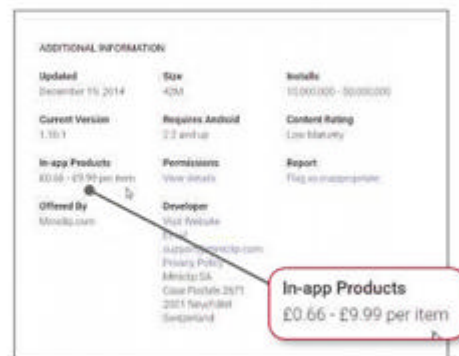 ADDITIONAL INFORMATION
Updated
December 15, 2014
Size
42M
Installs
10,000,000 - 50,000,000
Current Version
1.10.1
Requires Android
2.2 and up
Content Rating
Low Maturity
In-app Products
£0.66 - £9.99 per item
Permissions
View details
Report
Flag as inappropriate
Offered By
Miniclip.com
Developer
Visit Website
Email
support@miniclip.com
Privacy Policy
Miniclip SA
Case Postale 2671
2001 Neuchâtel
Switzerland
In-app Products
£0.66 - £9.99 per item